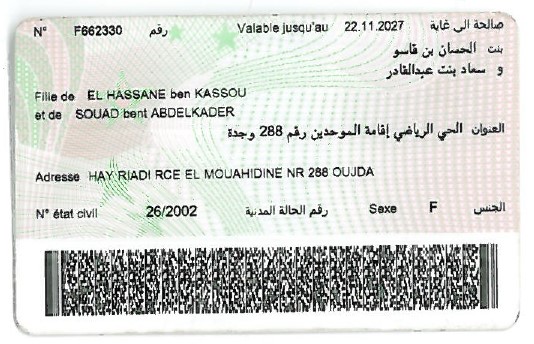 N° F662330 رقم Valable jusqu'au 22.11.2027 صالحة الى غاية
بنت الحسان بن قاسو
و سعاد بنت عبدالقادر
Fille de EL HASSANE ben KASSOU
et de SOUAD bent ABDELKADER
العنوان الحي الرياضي إقامة الموحدين رقم 288 وجدة
Adresse HAY RIADI RCE EL MOUAHIDINE NR 288 OUJDA
N° état civil 26/2002 رقم الحالة المدنية Sexe F الجنس